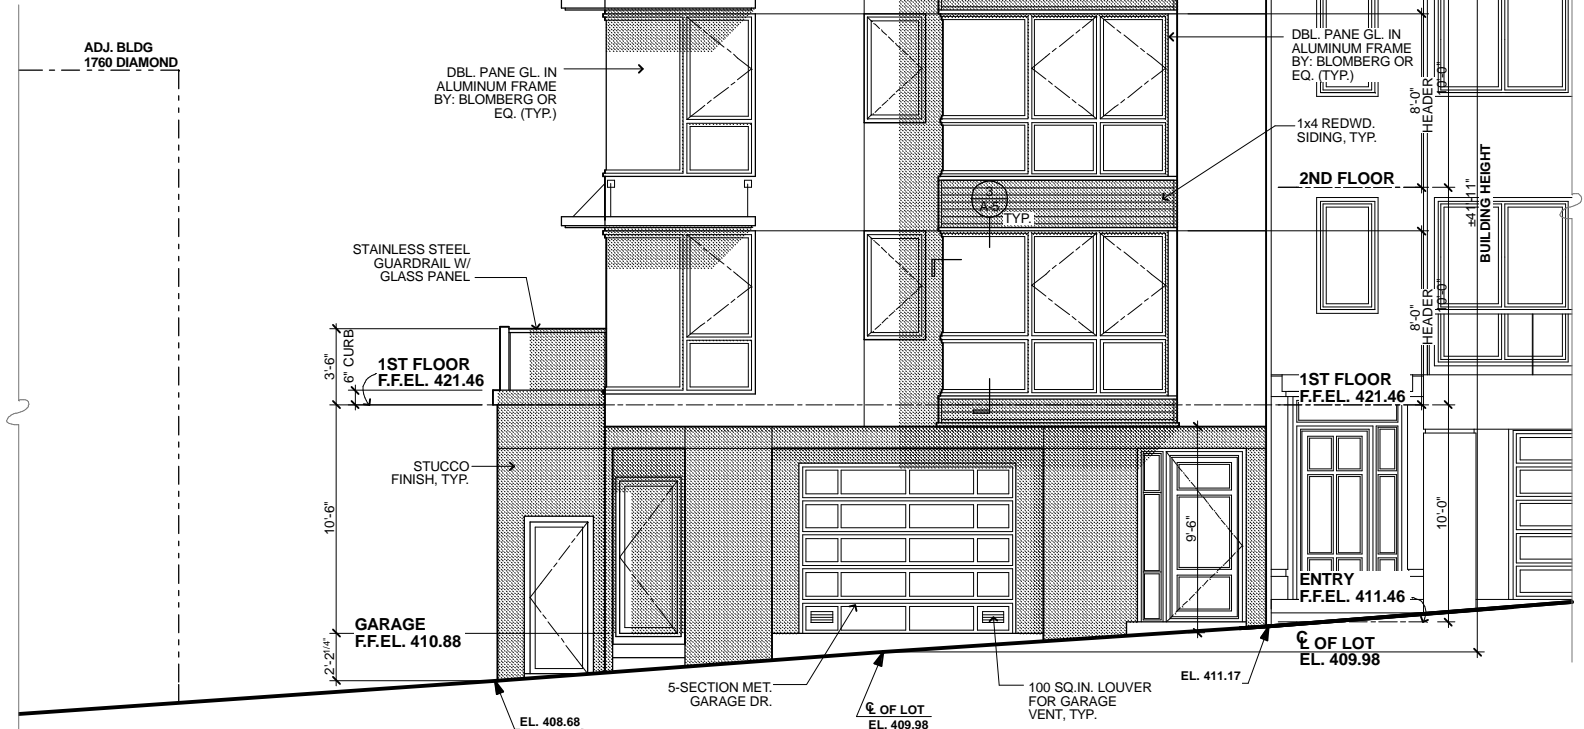 ADJ. BLDG
1760 DIAMOND
DBL. PANE GL. IN
ALUMINUM FRAME
BY: BLOMBERG OR
EQ. (TYP.)
DBL. PANE GL. IN
ALUMINUM FRAME
BY: BLOMBERG OR
EQ. (TYP.)
1x4 REDWD.
SIDING, TYP.
8'-0"
HEADER
10'-0"
2ND FLOOR
±41'-11"
BUILDING HEIGHT
3
A-5
TYP.
STAINLESS STEEL
GUARDRAIL W/
GLASS PANEL
8'-0"
HEADER
10'-0"
3'-6"
6" CURB
1ST FLOOR
F.F.EL. 421.46
1ST FLOOR
F.F.EL. 421.46
STUCCO
FINISH, TYP.
10'-6"
9'-6"
10'-0"
ENTRY
F.F.EL. 411.46
GARAGE
F.F.EL. 410.88
2'-2 1/4"
℄ OF LOT
EL. 409.98
EL. 411.17
5-SECTION MET.
GARAGE DR.
100 SQ.IN. LOUVER
FOR GARAGE
VENT, TYP.
℄ OF LOT
EL. 409.98
EL. 408.68